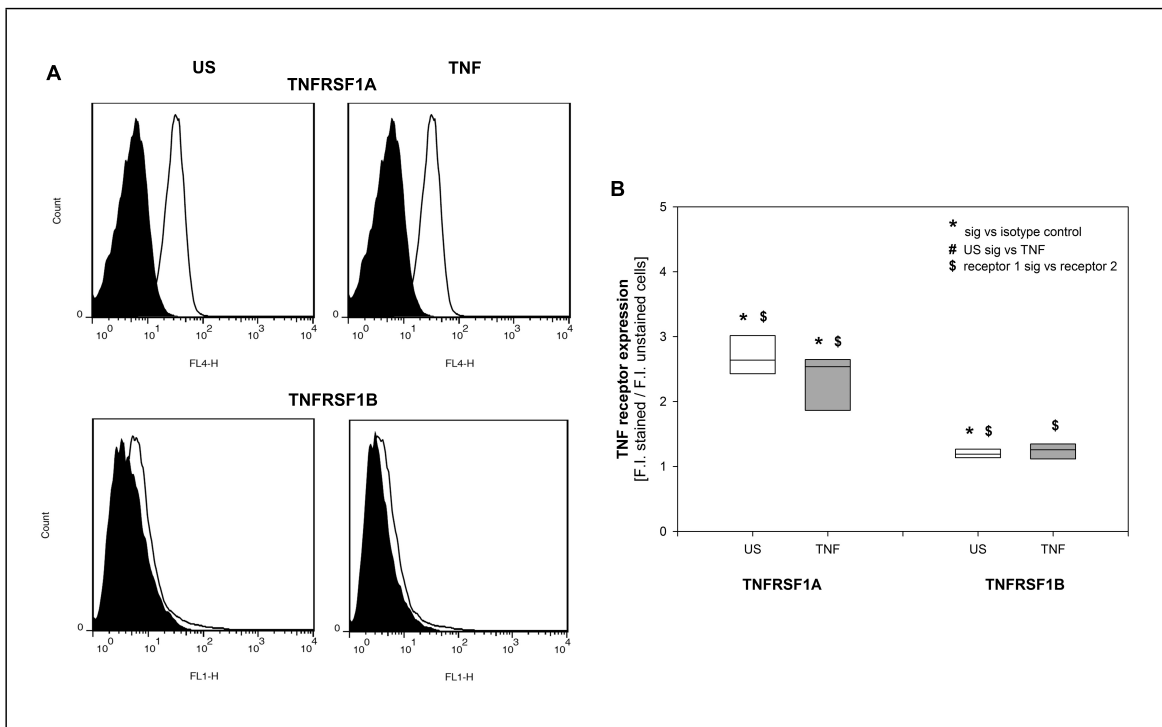 A
US
TNF
TNFRSF1A
Count
0
10^0 10^1 10^2 10^3 10^4
FL4-H
0
10^0 10^1 10^2 10^3 10^4
FL4-H
TNFRSF1B
Count
0
10^0 10^1 10^2 10^3 10^4
FL1-H
0
10^0 10^1 10^2 10^3 10^4
FL1-H
B
TNF receptor expression
[F.I. stained / F.I. unstained cells]
5
4
3
2
1
0
* sig vs isotype control
# US sig vs TNF
$ receptor 1 sig vs receptor 2
* $
* $
* $
$
US
TNF
US
TNF
TNFRSF1A
TNFRSF1B